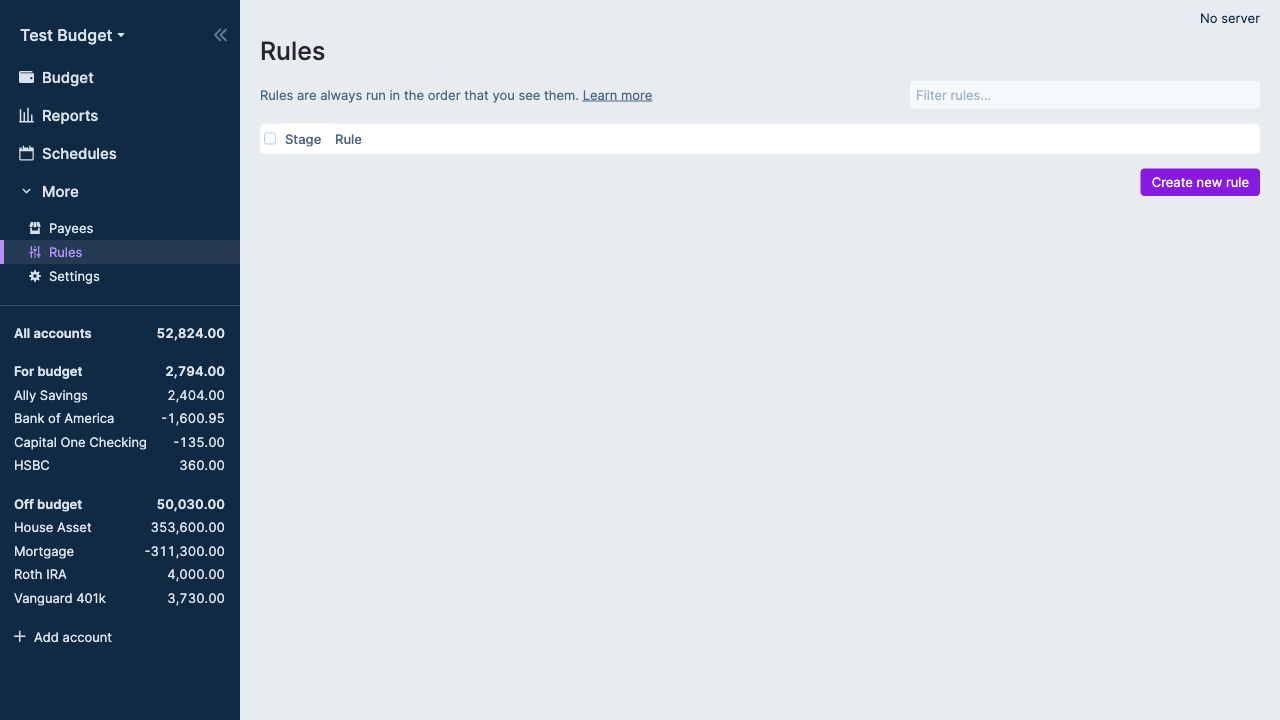 Test Budget
Budget
Reports
Schedules
More
Payees
Rules
Settings
All accounts 52,824.00
For budget 2,794.00
Ally Savings 2,404.00
Bank of America -1,600.95
Capital One Checking -135.00
HSBC 360.00
Off budget 50,030.00
House Asset 353,600.00
Mortgage -311,300.00
Roth IRA 4,000.00
Vanguard 401k 3,730.00
Add account
No server
Rules
Rules are always run in the order that you see them. Learn more
Filter rules...
Stage Rule
Create new rule